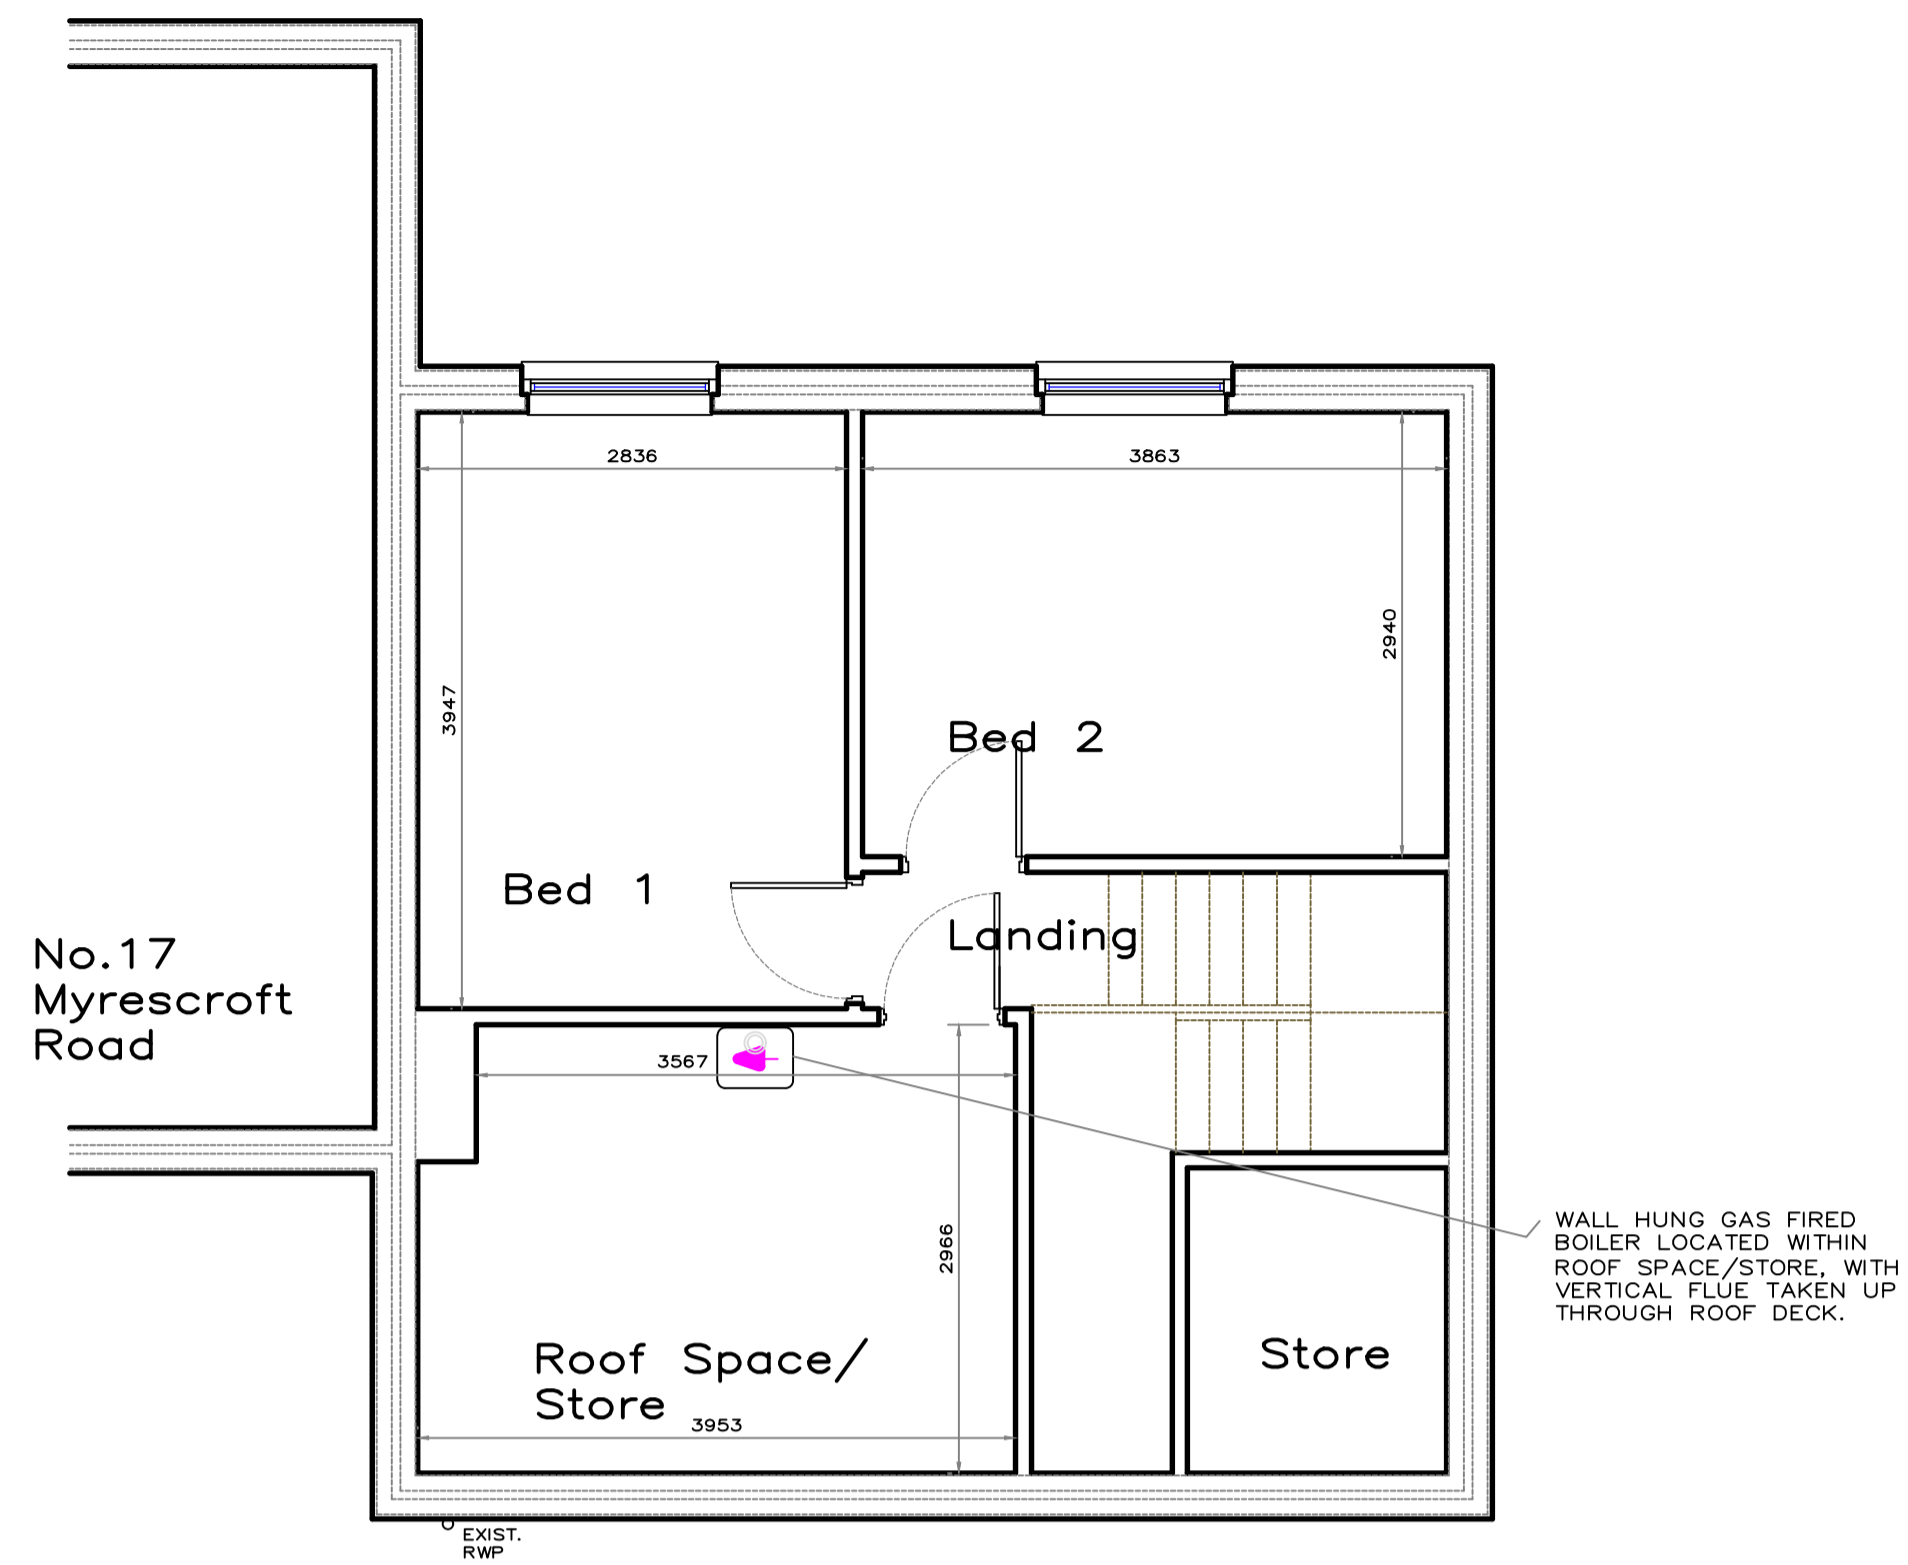 2836
3863
2940
3947
Bed 2
Bed 1
Landing
No.17
Myrescroft
Road
3567
2966
WALL HUNG GAS FIRED
BOILER LOCATED WITHIN
ROOF SPACE/STORE, WITH
VERTICAL FLUE TAKEN UP
THROUGH ROOF DECK.
Roof Space/
Store
Store
3953
EXIST.
RWP